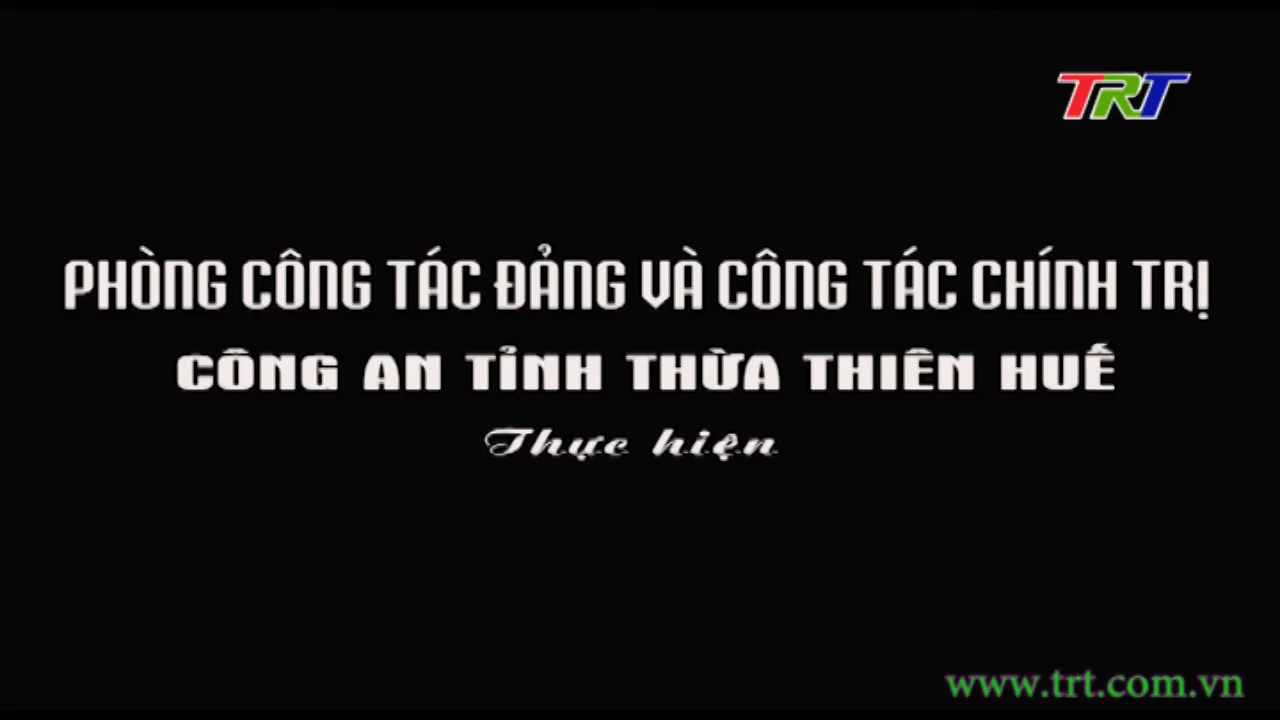 TRT
PHÒNG CÔNG TÁC ĐẢNG VÀ CÔNG TÁC CHÍNH TRỊ
CÔNG AN TỈNH THỪA THIÊN HUẾ
Thực hiện
www.trt.com.vn